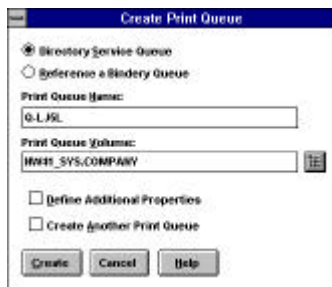 Create Print Queue
Directory Service Queue
Reference a Bindery Queue
Print Queue Name:
Q-LJ5L
Print Queue Volume:
NW41_SYS.COMPANY
Define Additional Properties
Create Another Print Queue
Create Cancel Help